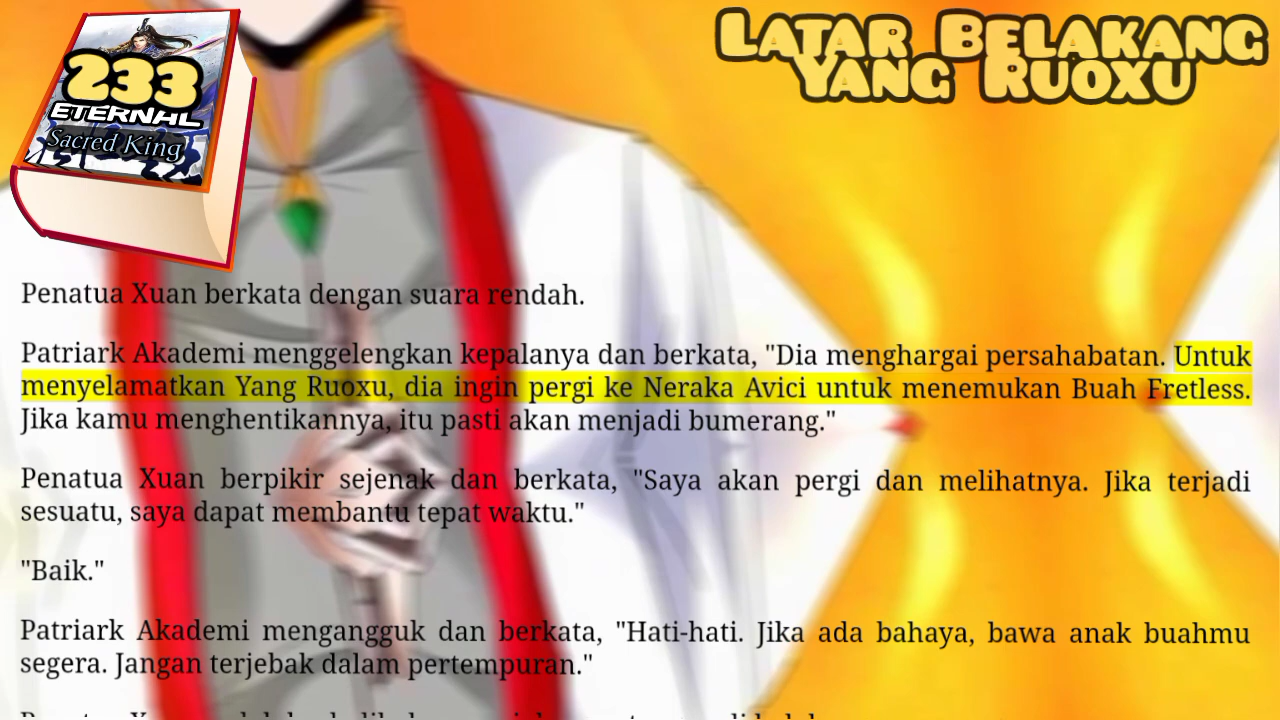 233
ETERNAL
Sacred King
LATAR BELAKANG
YANG RUOXU
Penatua Xuan berkata dengan suara rendah.
Patriark Akademi menggelengkan kepalanya dan berkata, "Dia menghargai persahabatan. Untuk
menyelamatkan Yang Ruoxu, dia ingin pergi ke Neraka Avici untuk menemukan Buah Fretless.
Jika kamu menghentikannya, itu pasti akan menjadi bumerang."
Penatua Xuan berpikir sejenak dan berkata, "Saya akan pergi dan melihatnya. Jika terjadi
sesuatu, saya dapat membantu tepat waktu."
"Baik."
Patriark Akademi mengangguk dan berkata, "Hati-hati. Jika ada bahaya, bawa anak buahmu
segera. Jangan terjebak dalam pertempuran."